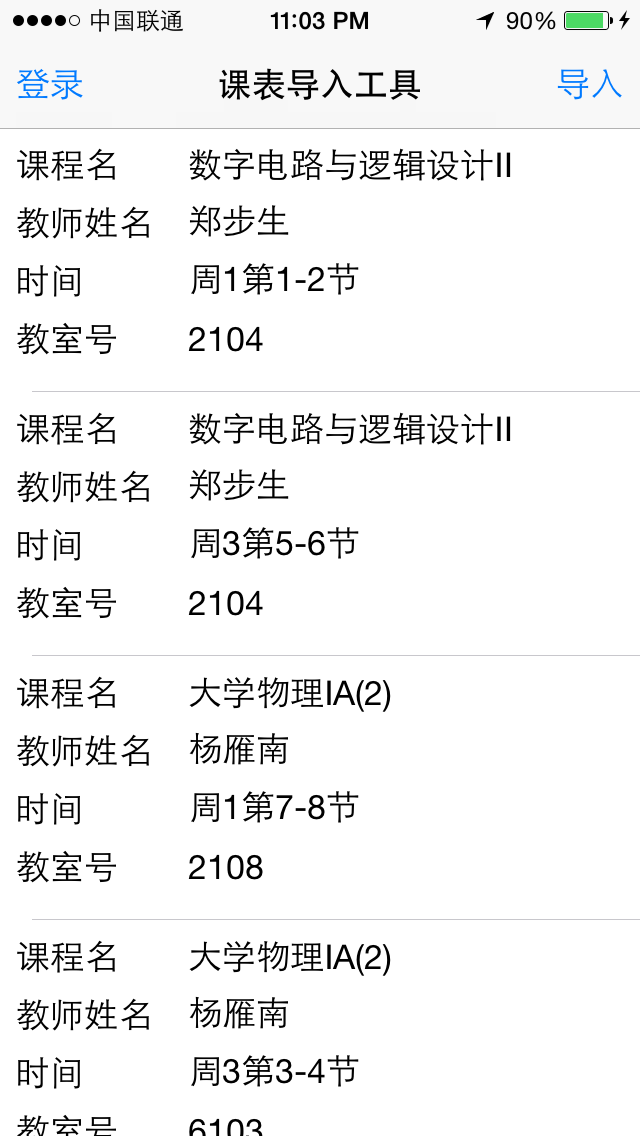 中国联通 11:03 PM 90%
登录 课表导入工具 导入
课程名 数字电路与逻辑设计II
教师姓名 郑步生
时间 周1第1-2节
教室号 2104
课程名 数字电路与逻辑设计II
教师姓名 郑步生
时间 周3第5-6节
教室号 2104
课程名 大学物理IA(2)
教师姓名 杨雁南
时间 周1第7-8节
教室号 2108
课程名 大学物理IA(2)
教师姓名 杨雁南
时间 周3第3-4节
教室号 6103